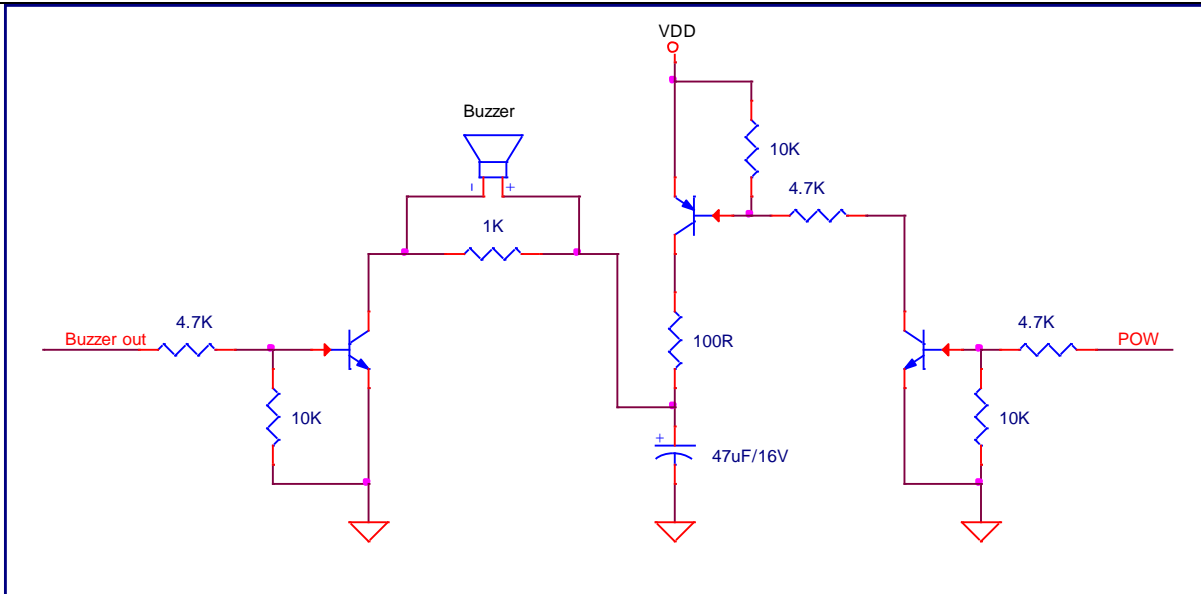 VDD
Buzzer
- +
10K
4.7K
1K
4.7K
Buzzer out
100R
4.7K
POW
10K
+
47uF/16V
10K